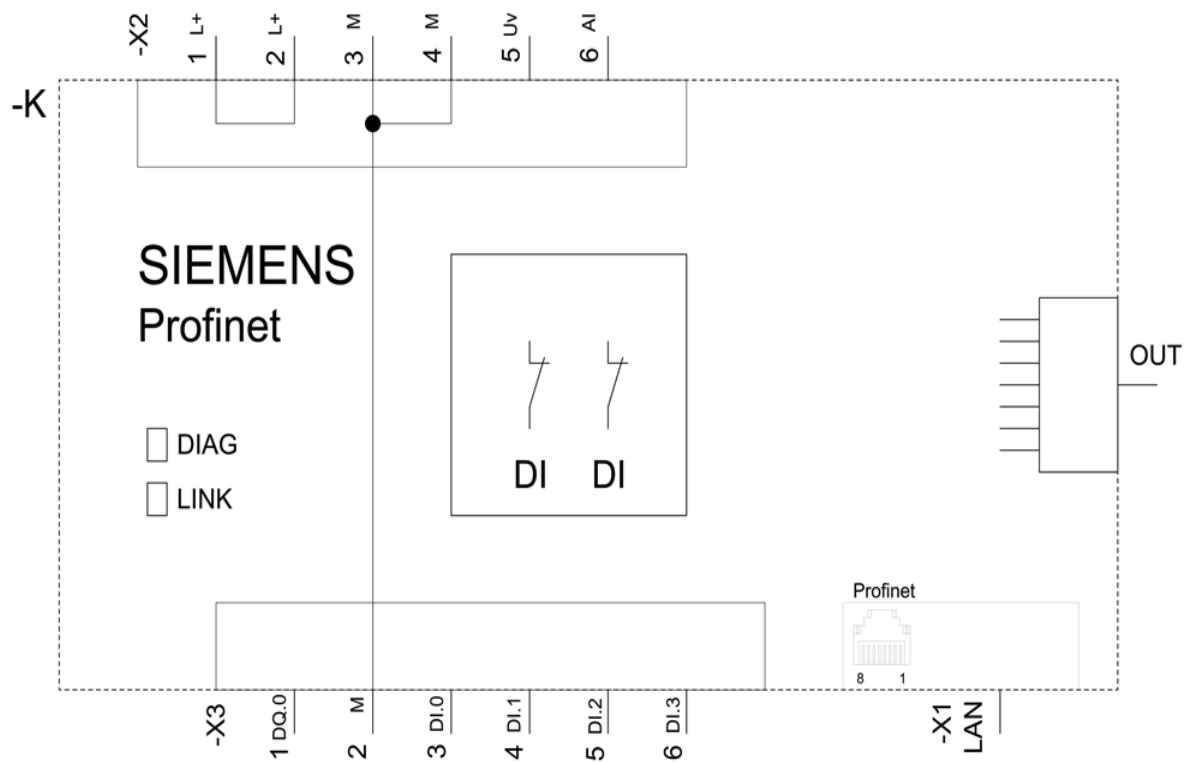 -X2
1 L+
2 L+
3 M
4 M
5 Uv
6 AI
-K
SIEMENS
Profinet
DIAG
LINK
DI DI
OUT
Profinet
8 1
-X3
1 DQ.0
2 M
3 DI.0
4 DI.1
5 DI.2
6 DI.3
-X1
LAN